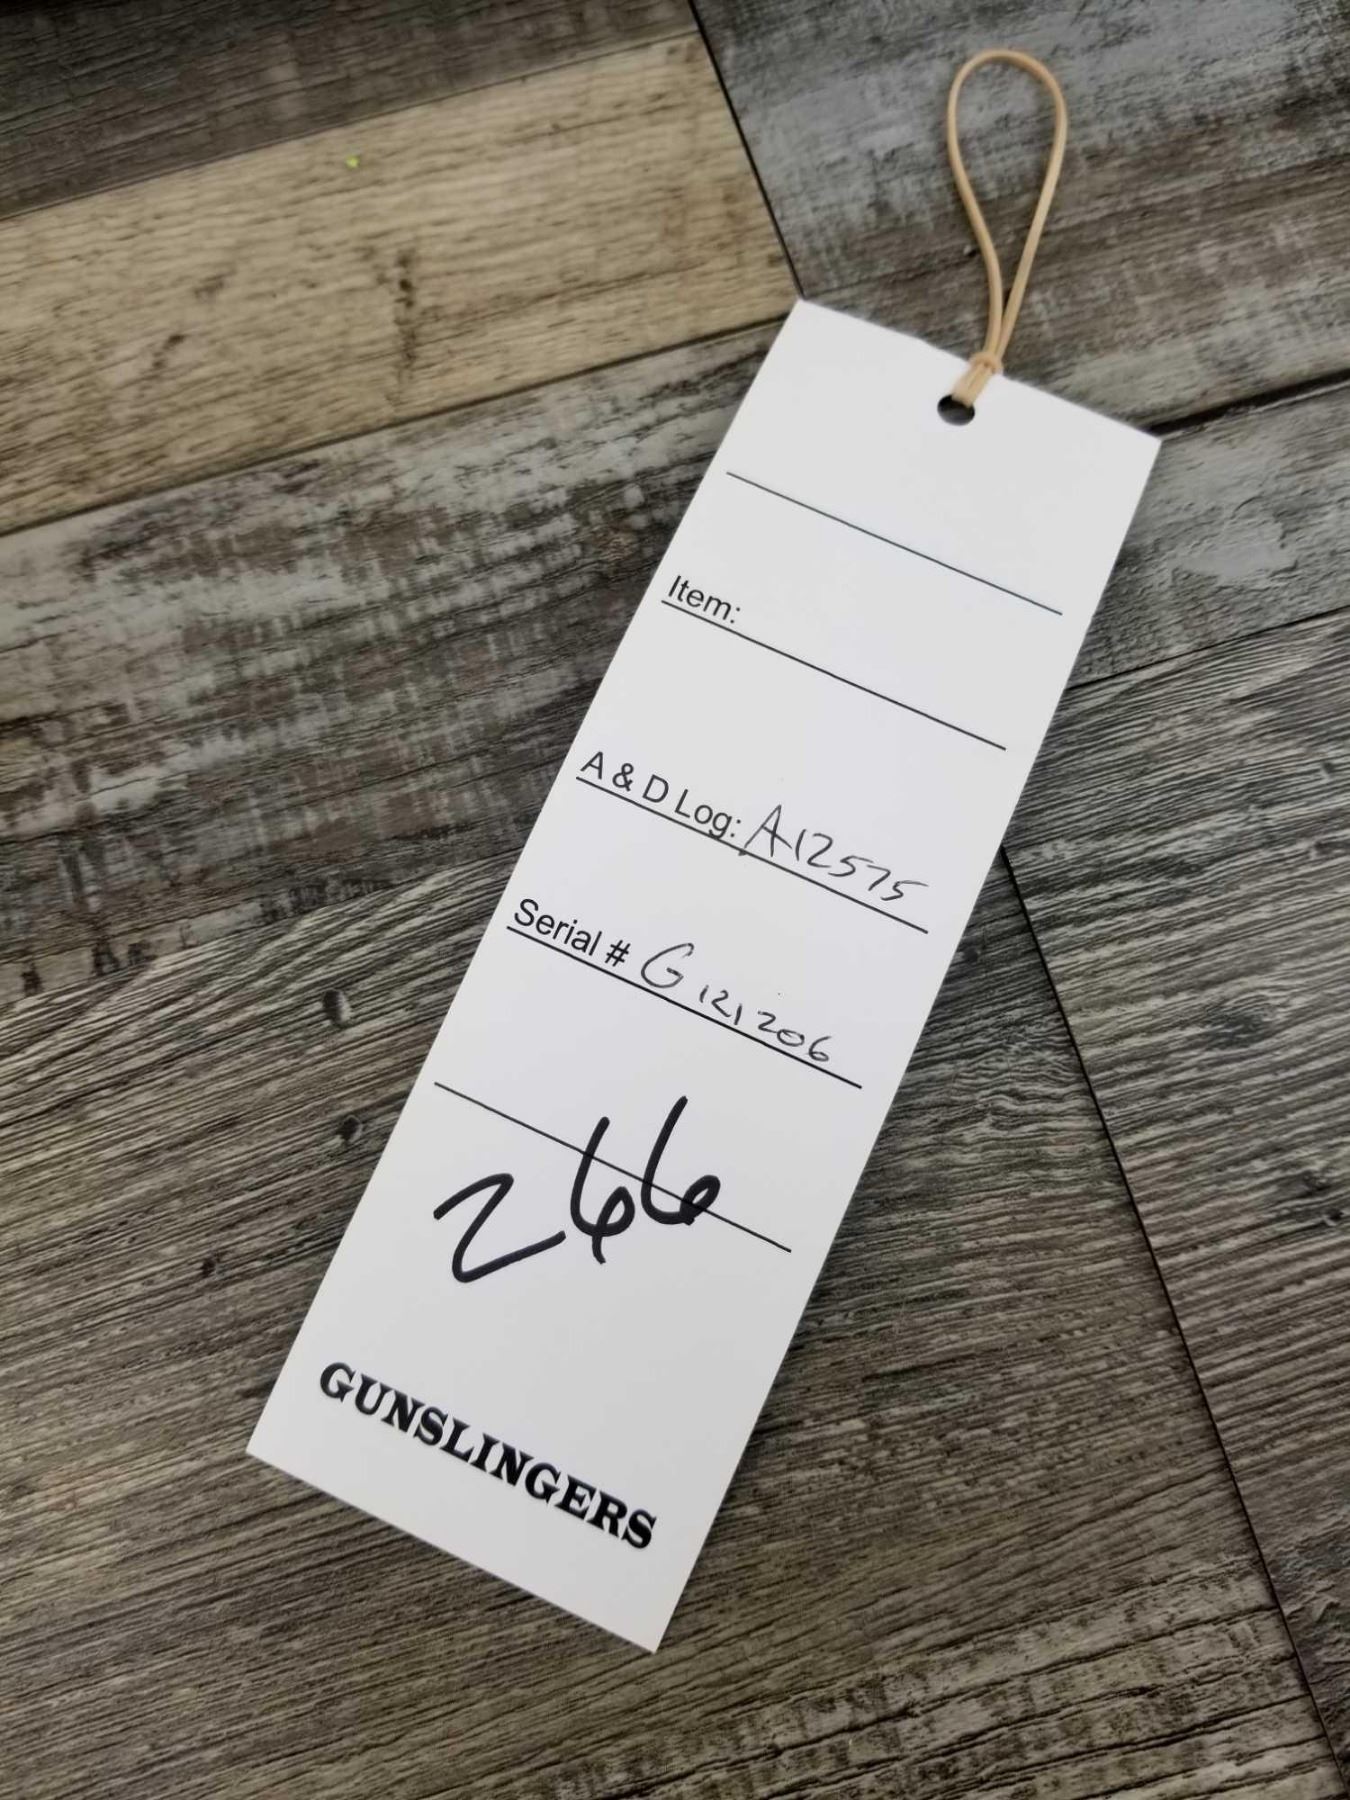 Item:
A & D Log: A12575
Serial # G121206
266
GUNSLINGERS